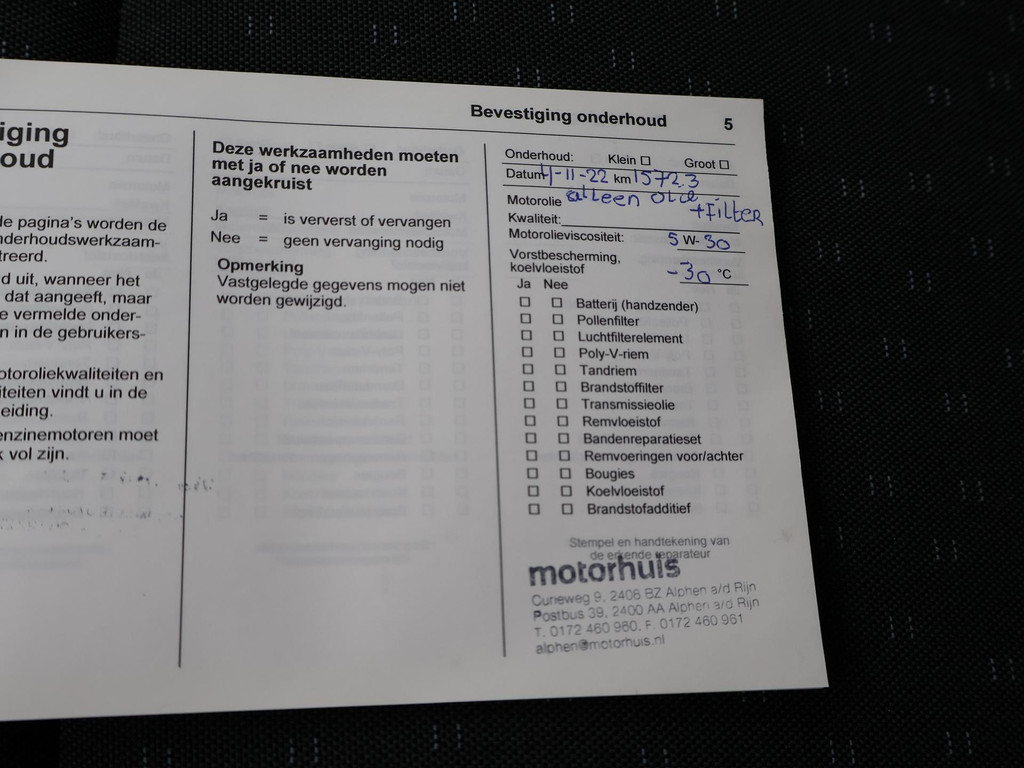 Bevestiging onderhoud 5
iging
oud
de pagina's worden de
nderhoudswerkzaam-
treerd.
d uit, wanneer het
dat aangeeft, maar
e vermelde onder-
n in de gebruikers-
otoroliekwaliteiten en
iteiten vindt u in de
eiding.
enzinemotoren moet
k vol zijn.
Deze werkzaamheden moeten
met ja of nee worden
aangekruist
Ja = is ververst of vervangen
Nee = geen vervanging nodig
Opmerking
Vastgelegde gegevens mogen niet
worden gewijzigd.
Onderhoud: Klein ☐ Groot ☐
Datum 4-11-22 km 15723
Motorolie alleen olie
+ Filter
Kwaliteit:
Motorolieviscositeit: 5 W-30
Vorstbescherming,
koelvloeistof -30 °C
Ja Nee
☐ ☐ Batterij (handzender)
☐ ☐ Pollenfilter
☐ ☐ Luchtfilterelement
☐ ☐ Poly-V-riem
☐ ☐ Tandriem
☐ ☐ Brandstoffilter
☐ ☐ Transmissieolie
☐ ☐ Remvloeistof
☐ ☐ Bandenreparatieset
☐ ☐ Remvoeringen voor/achter
☐ ☐ Bougies
☐ ☐ Koelvloeistof
☐ ☐ Brandstofadditief
Stempel en handtekening van
de erkende reparateur
motorhuis
Curieweg 9, 2408 BZ Alphen a/d Rijn
Postbus 39, 2400 AA Alphen a/d Rijn
T. 0172 460 960, F. 0172 460 961
alphen@motorhuis.nl